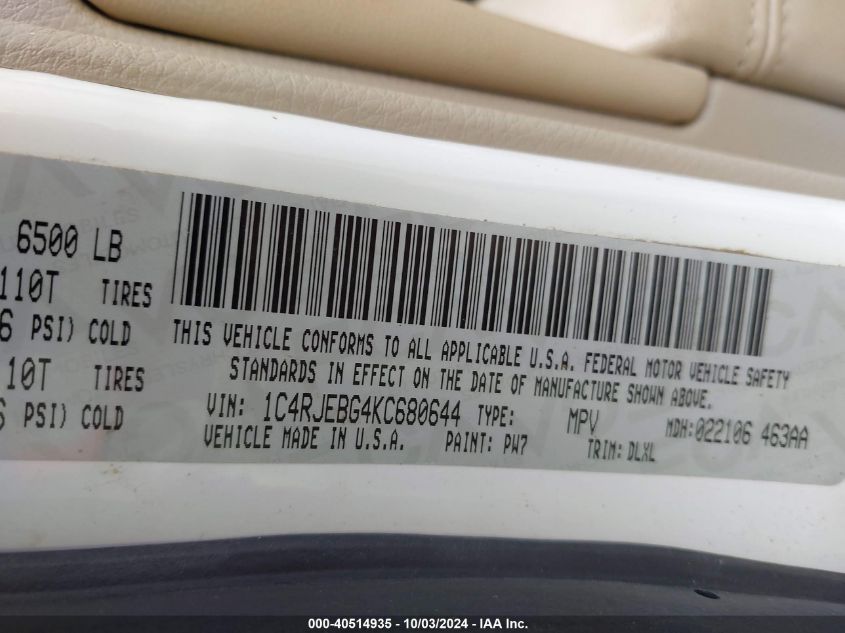 6500 LB
110T TIRES
6 PSI) COLD
10T TIRES
6 PSI) COLD
THIS VEHICLE CONFORMS TO ALL APPLICABLE U.S.A. FEDERAL MOTOR VEHICLE SAFETY
STANDARDS IN EFFECT ON THE DATE OF MANUFACTURE SHOWN ABOVE.
VIN: 1C4RJEBG4KC680644 TYPE: MPV MDH:022106 463AA
VEHICLE MADE IN U.S.A. PAINT: PW7 TRIM: DLXL
000-40514935 - 10/03/2024 - IAA Inc.